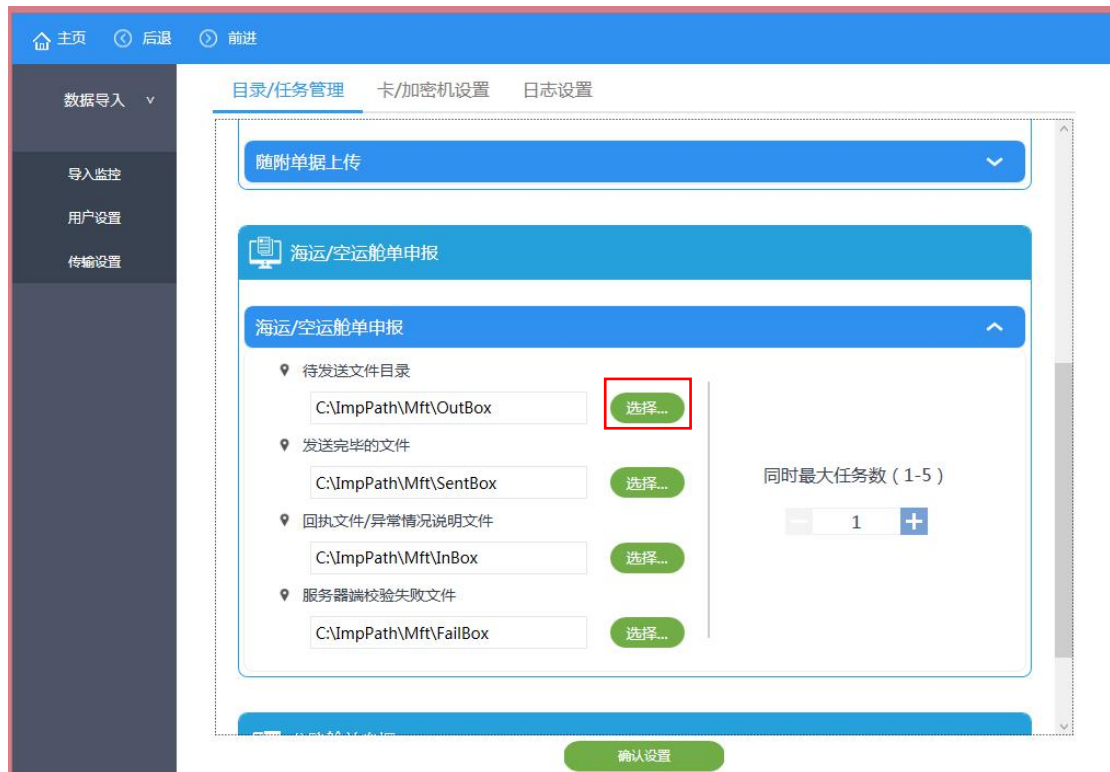 主页 后退 前进
数据导入
导入监控
用户设置
传输设置
目录/任务管理 卡/加密机设置 日志设置
随附单据上传
海运/空运舱单申报
海运/空运舱单申报
待发送文件目录
C:\ImpPath\Mft\OutBox 选择...
发送完毕的文件
C:\ImpPath\Mft\SentBox 选择...
回执文件/异常情况说明文件
C:\ImpPath\Mft\InBox 选择...
服务器端校验失败文件
C:\ImpPath\Mft\FailBox 选择...
同时最大任务数（1-5）
1
确认设置